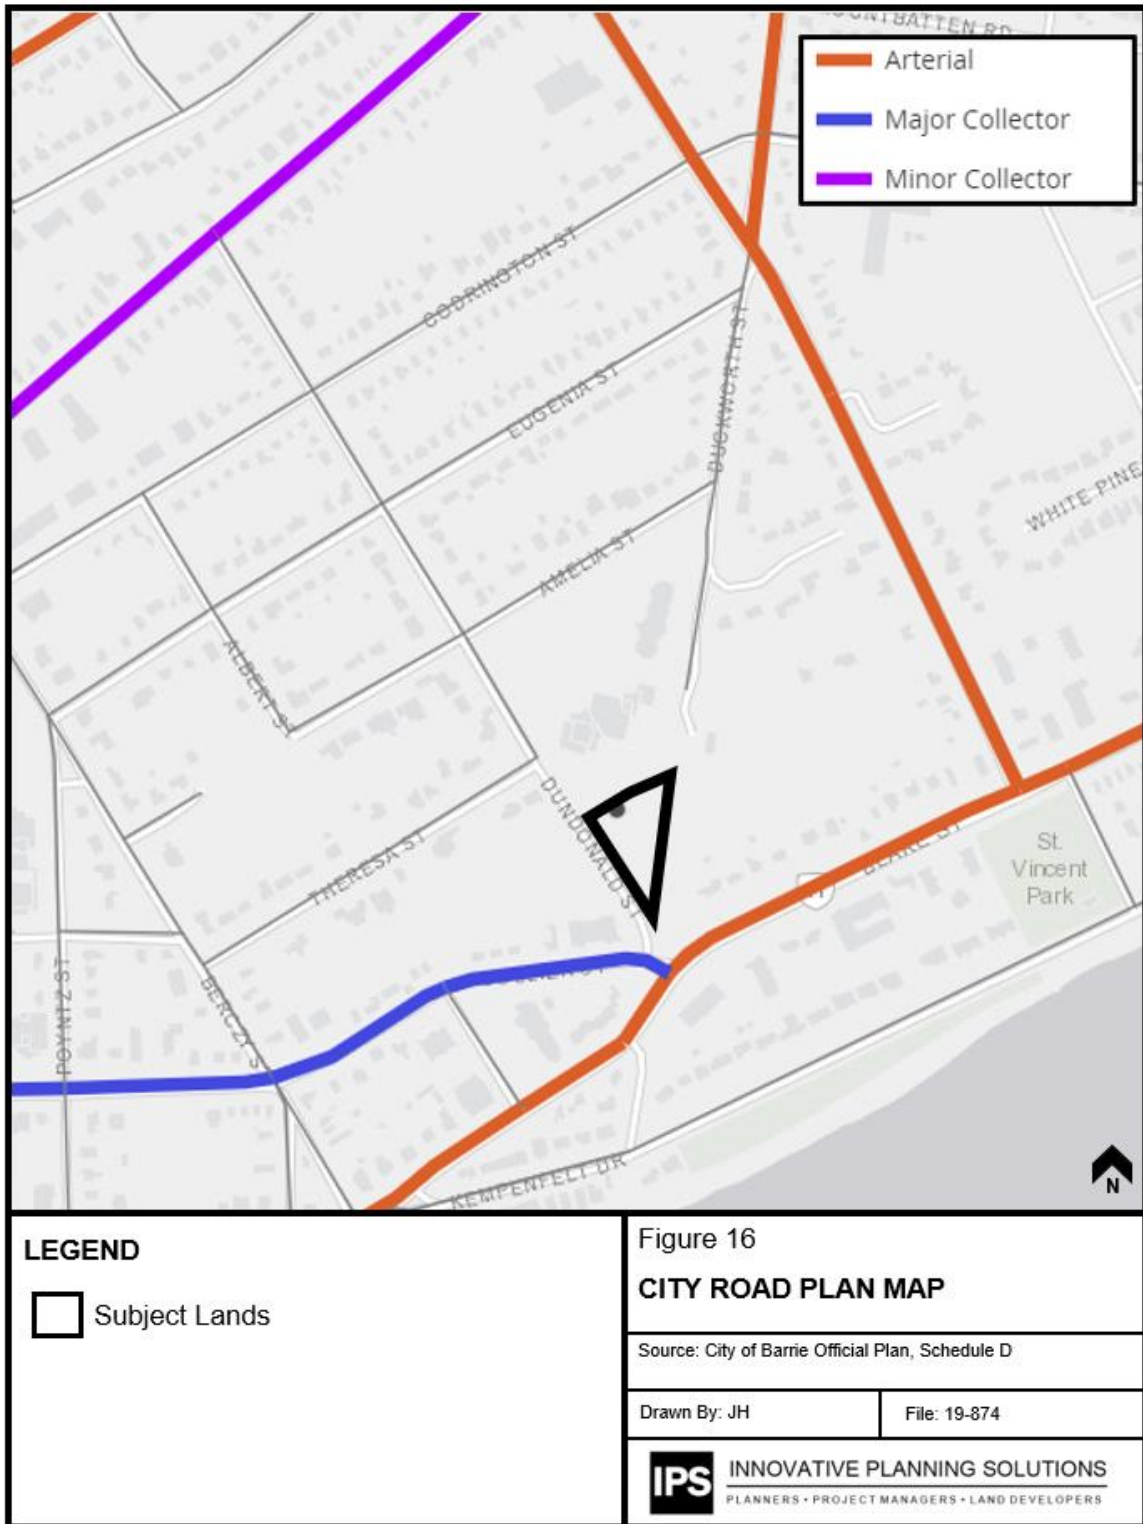 MOUNTBATTEN RD
Arterial
Major Collector
Minor Collector
CODRINGTON ST
EUGENIA ST
DUCKWORTH ST
WHITE PINE
AMELIA ST
ALBERT ST
DUNDONALD ST
THERESA ST
BLAKE ST
St.
Vincent
Park
POYNTZ ST
BERCZY S
KEMPENFELT DR
N
LEGEND
Subject Lands
Figure 16
CITY ROAD PLAN MAP
Source: City of Barrie Official Plan, Schedule D
Drawn By: JH
File: 19-874
IPS
INNOVATIVE PLANNING SOLUTIONS
PLANNERS • PROJECT MANAGERS • LAND DEVELOPERS